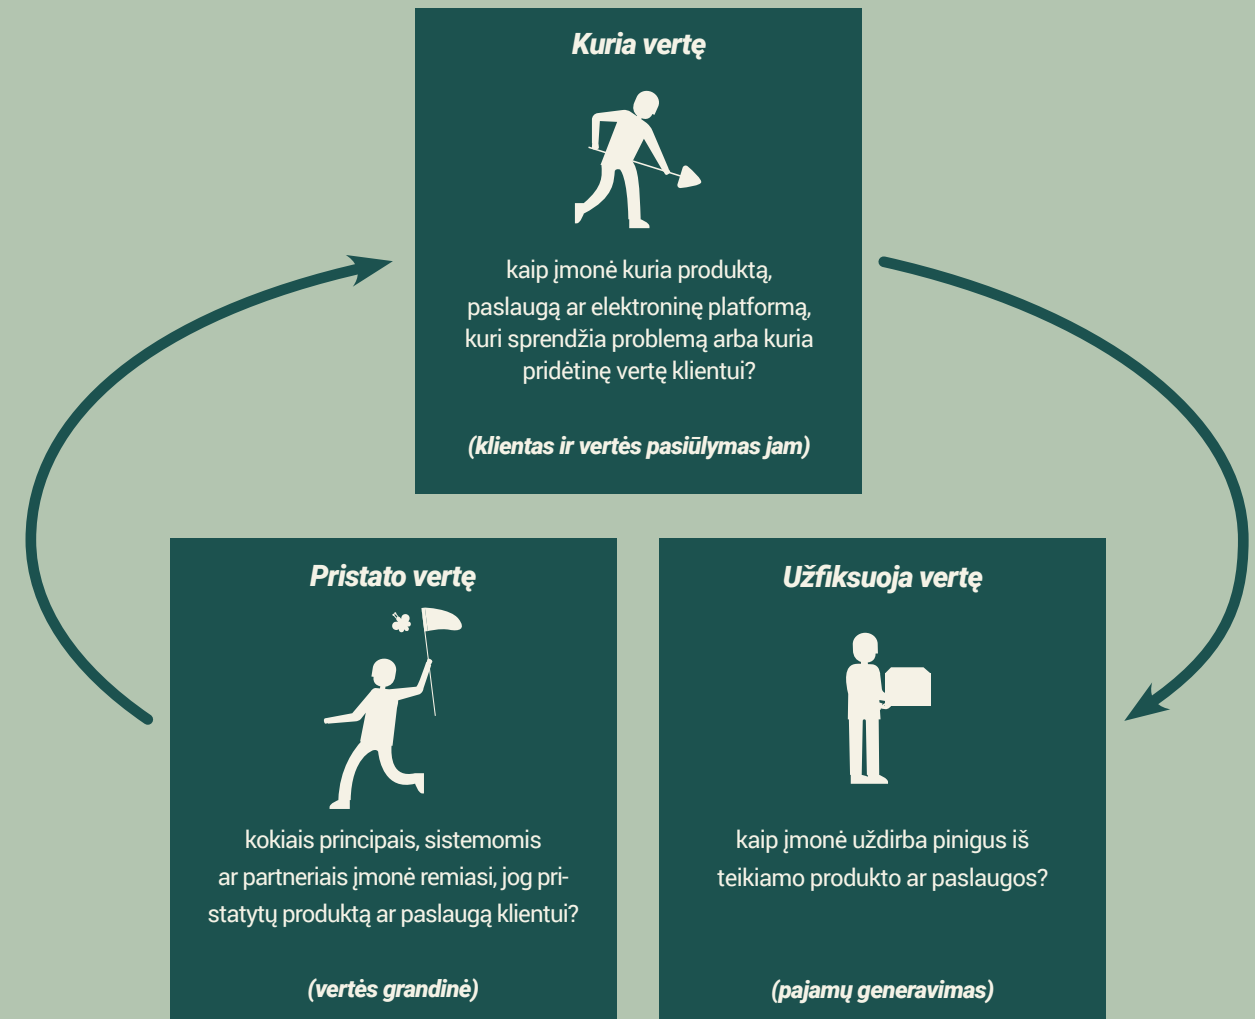 Kuria vertę
kaip įmonė kuria produktą,
paslaugą ar elektroninę platformą,
kuri sprendžia problemą arba kuria
pridėtinę vertę klientui?
(klientas ir vertės pasiūlymas jam)
Pristato vertę
kokiais principais, sistemomis
ar partneriais įmonė remiasi, jog pri-
statytų produktą ar paslaugą klientui?
(vertės grandinė)
Užfiksuoja vertę
kaip įmonė uždirba pinigus iš
teikiamo produkto ar paslaugos?
(pajamų generavimas)